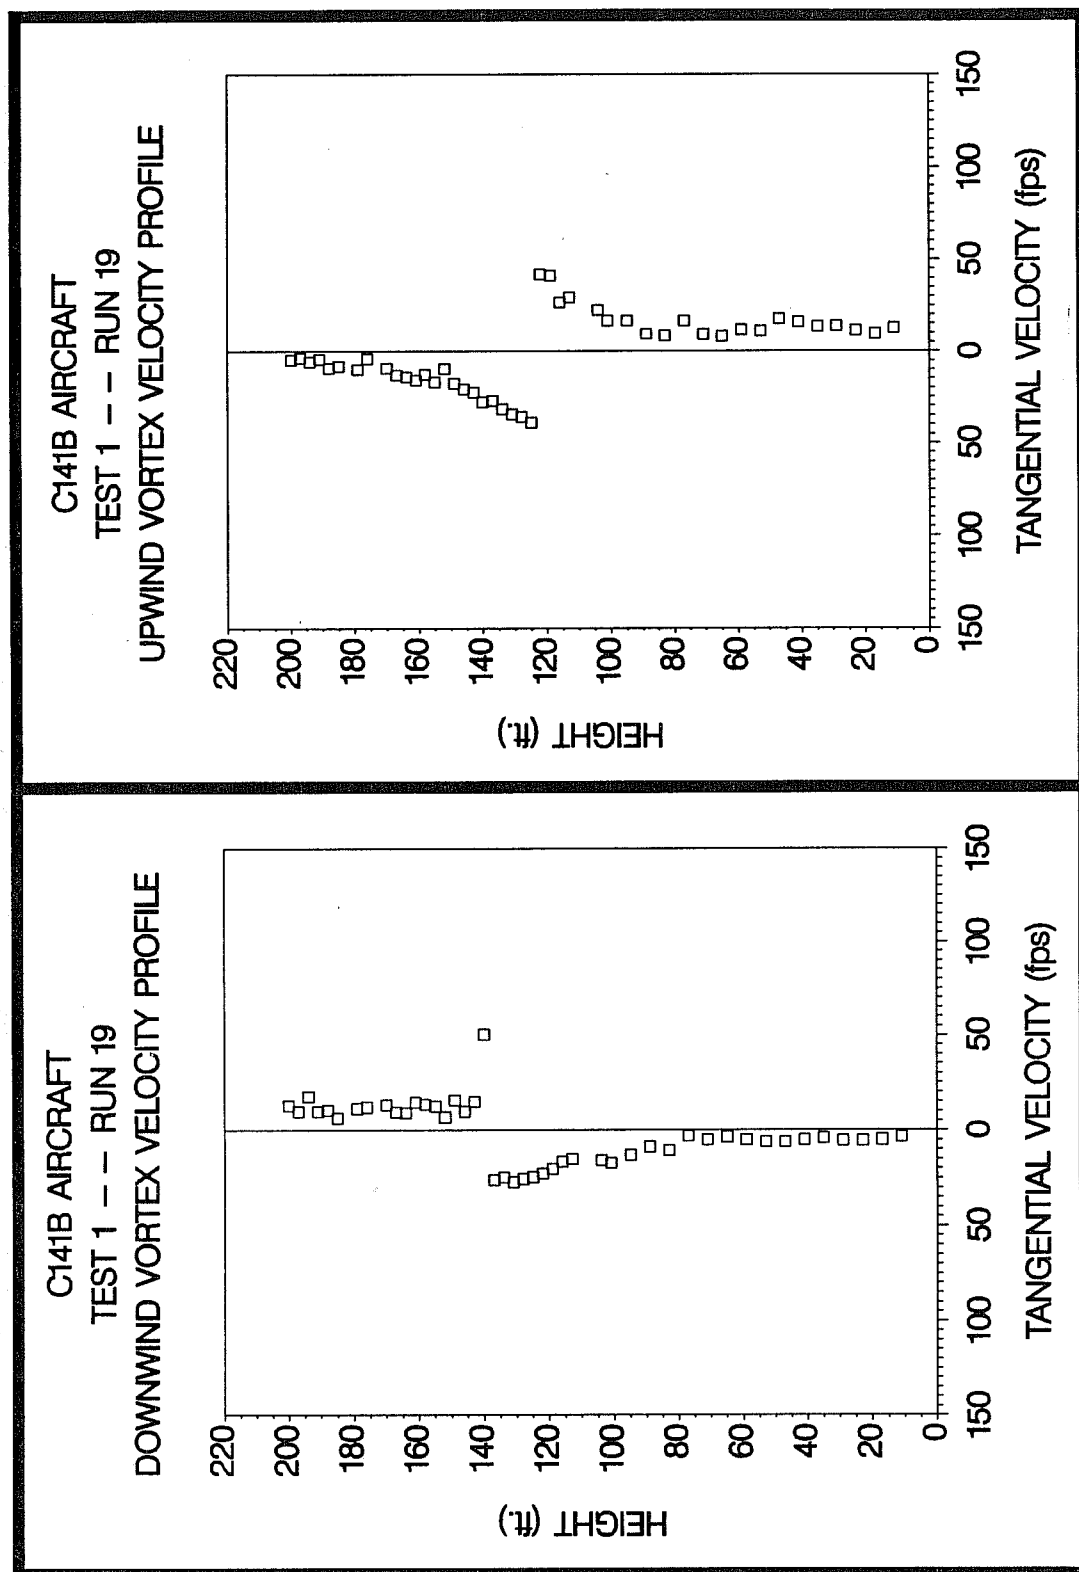 C141B AIRCRAFT
TEST 1 -- RUN 19
DOWNWIND VORTEX VELOCITY PROFILE
HEIGHT (ft.)
220
200
180
160
140
120
100
80
60
40
20
0
150 100 50 0 50 100 150
TANGENTIAL VELOCITY (fps)
C141B AIRCRAFT
TEST 1 -- RUN 19
UPWIND VORTEX VELOCITY PROFILE
HEIGHT (ft.)
220
200
180
160
140
120
100
80
60
40
20
0
150 100 50 0 50 100 150
TANGENTIAL VELOCITY (fps)